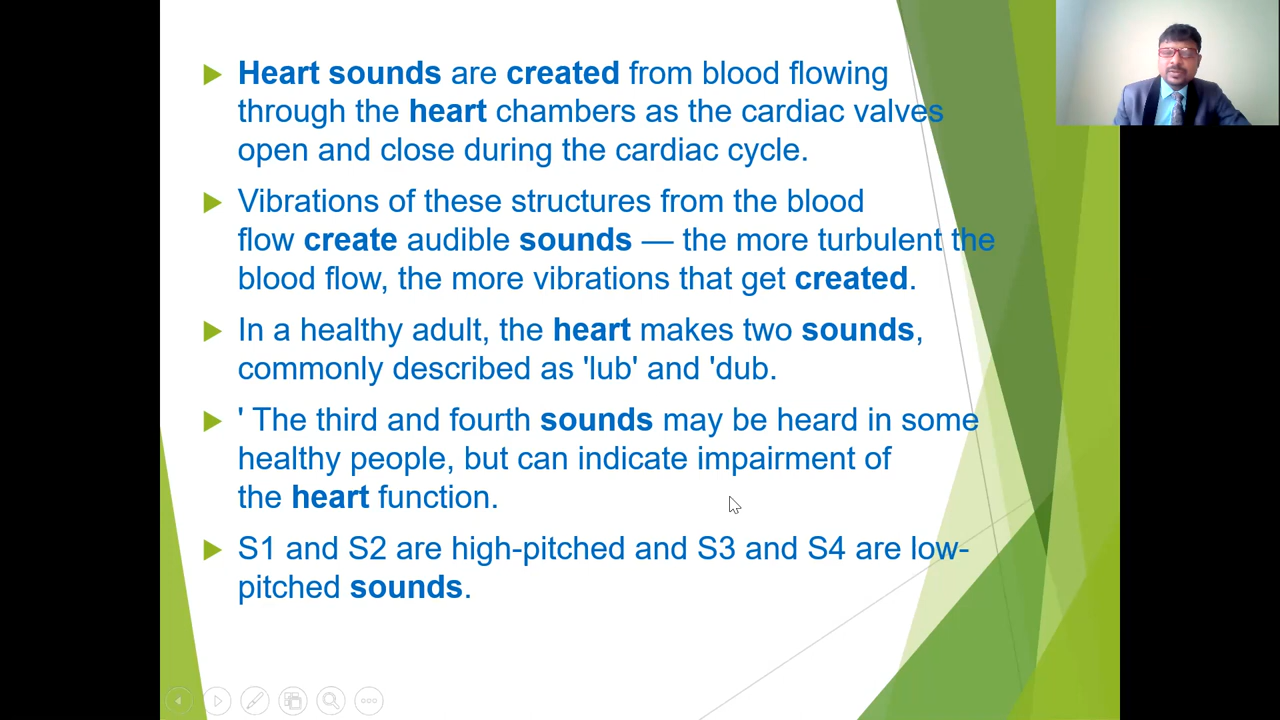 Heart sounds are created from blood flowing
through the heart chambers as the cardiac valves
open and close during the cardiac cycle.
Vibrations of these structures from the blood
flow create audible sounds — the more turbulent the
blood flow, the more vibrations that get created.
In a healthy adult, the heart makes two sounds,
commonly described as 'lub' and 'dub.
' The third and fourth sounds may be heard in some
healthy people, but can indicate impairment of
the heart function.
S1 and S2 are high-pitched and S3 and S4 are low-
pitched sounds.